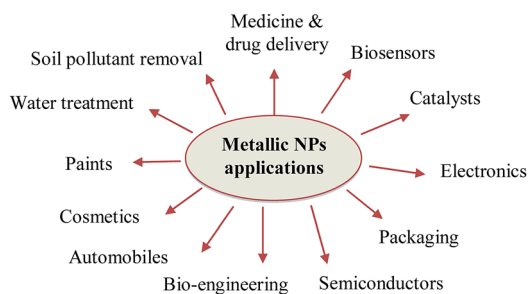 Medicine &
drug delivery
Biosensors
Soil pollutant removal
Catalysts
Water treatment
Metallic NPs
applications
Paints
Electronics
Cosmetics
Packaging
Automobiles
Bio-engineering
Semiconductors